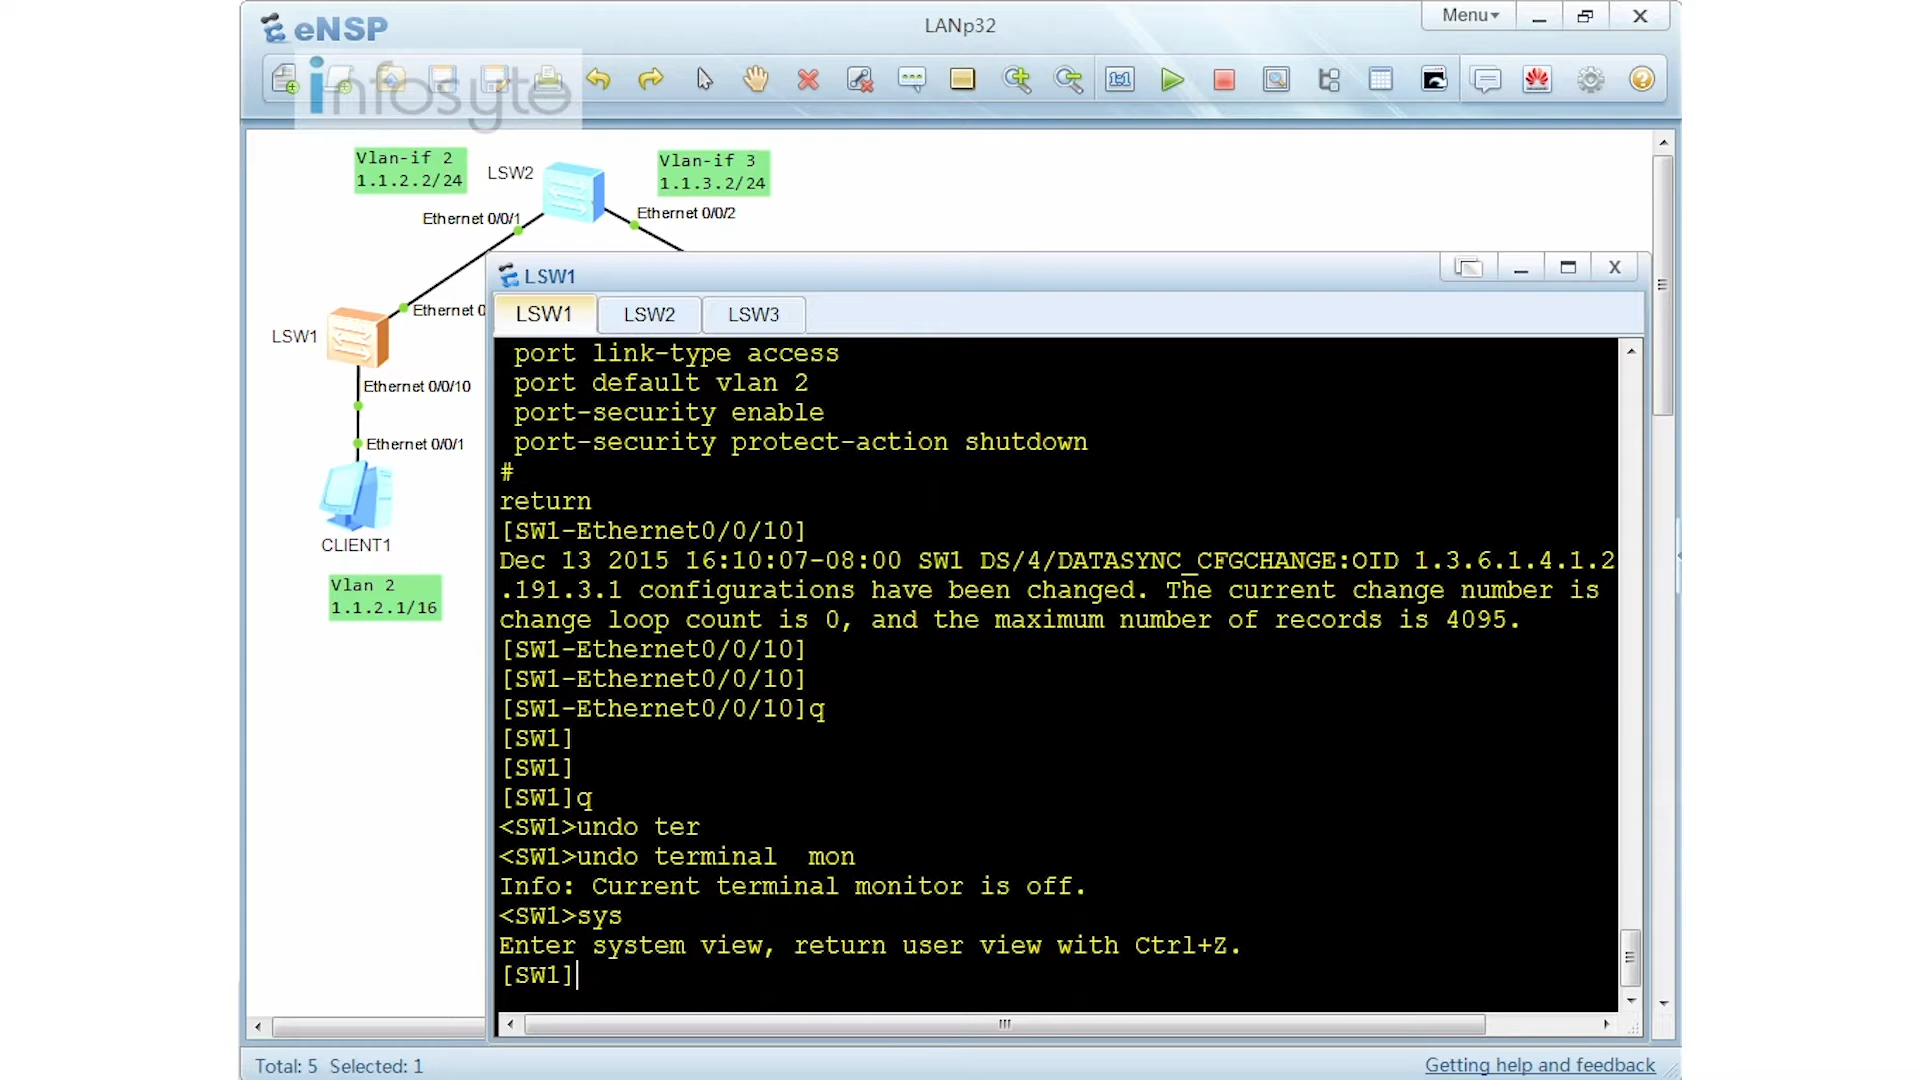 eNSP
LANp32
Menu
infosyte
Vlan-if 2
1.1.2.2/24
LSW2
Vlan-if 3
1.1.3.2/24
Ethernet 0/0/1
Ethernet 0/0/2
LSW1
Ethernet 0
Ethernet 0/0/10
Ethernet 0/0/1
CLIENT1
Vlan 2
1.1.2.1/16
LSW1
LSW1
LSW2
LSW3
port link-type access
port default vlan 2
port-security enable
port-security protect-action shutdown
#
return
[SW1-Ethernet0/0/10]
Dec 13 2015 16:10:07-08:00 SW1 DS/4/DATASYNC_CFGCHANGE:OID 1.3.6.1.4.1.2
.191.3.1 configurations have been changed. The current change number is
change loop count is 0, and the maximum number of records is 4095.
[SW1-Ethernet0/0/10]
[SW1-Ethernet0/0/10]
[SW1-Ethernet0/0/10]q
[SW1]
[SW1]
[SW1]q
<SW1>undo ter
<SW1>undo terminal  mon
Info: Current terminal monitor is off.
<SW1>sys
Enter system view, return user view with Ctrl+Z.
[SW1]
Total: 5 Selected: 1
Getting help and feedback